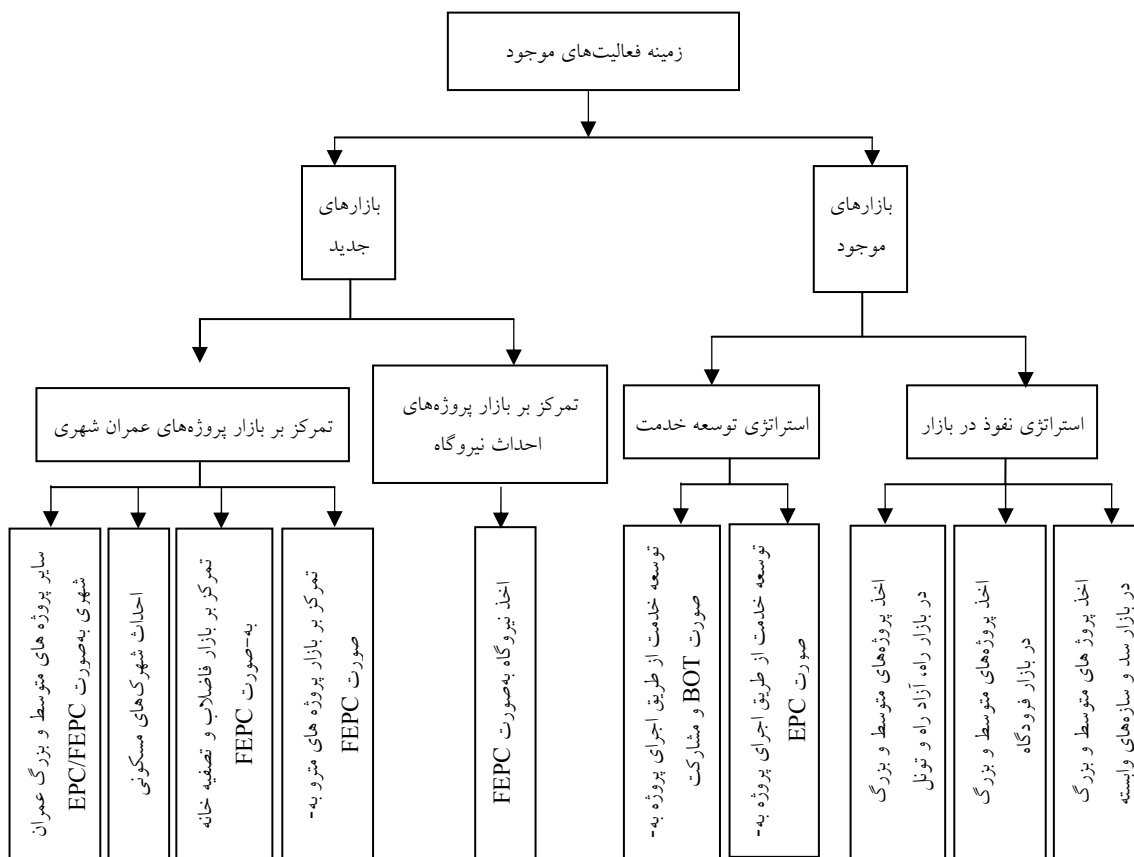 زمینه فعالیت‌های موجود
بازارهای
موجود
بازارهای
جدید
استراتژی نفوذ در بازار
استراتژی توسعه خدمت
تمرکز بر بازار پروژه‌های
احداث نیروگاه
تمرکز بر بازار پروژه‌های عمران شهری
اخذ پروژ های متوسط و بزرگ
در بازار سد و سازه‌های وابسته
اخذ پروژه‌های متوسط و بزرگ
در بازار فرودگاه
اخذ پروژه‌های متوسط و بزرگ
در بازار راه، آزاد راه و تونل
توسعه خدمت از طریق اجرای پروژه به-
صورت EPC
توسعه خدمت از طریق اجرای پروژه به-
صورت BOT و مشارکت
اخذ نیروگاه به‌صورت FEPC
تمرکز بر بازار پروژه های مترو به-
صورت FEPC
تمرکز بر بازار فاضلاب و تصفیه خانه
به-صورت FEPC
احداث شهرک‌های مسکونی
سایر پروژه های متوسط و بزرگ عمران
شهری به‌صورت EPC/FEPC